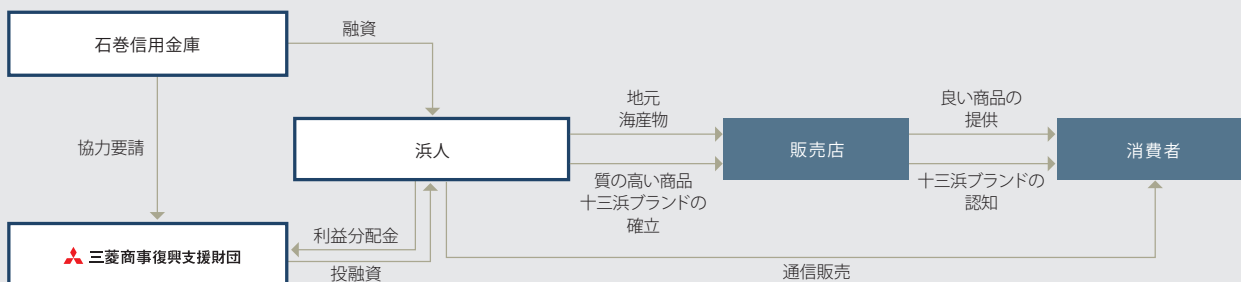 石巻信用金庫
融資
協力要請
浜人
地元
海産物
質の高い商品
十三浜ブランドの
確立
販売店
良い商品の
提供
十三浜ブランドの
認知
消費者
利益分配金
三菱商事復興支援財団
投融資
通信販売